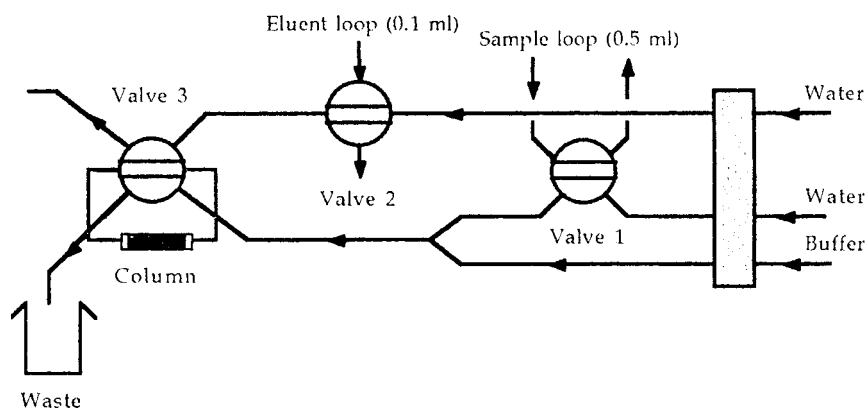 Eluent loop (0.1 ml)
Sample loop (0.5 ml)
Valve 3
Water
Valve 2
Water
Valve 1
Buffer
Column
Waste